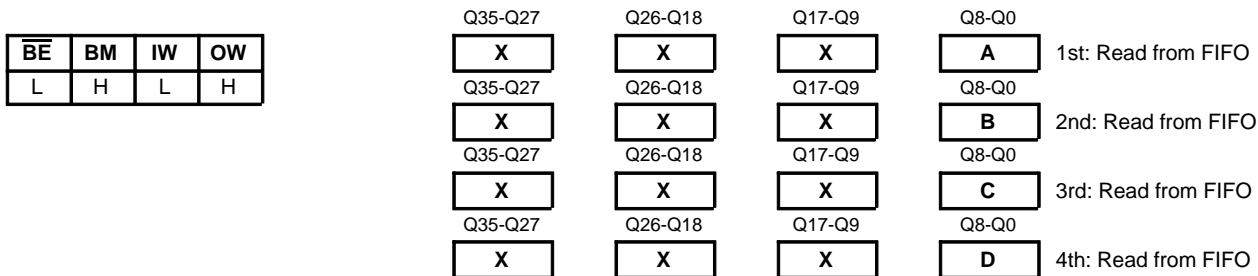 Q35-Q27 Q26-Q18 Q17-Q9 Q8-Q0
BE BM IW OW X X X A 1st: Read from FIFO
L H L H
Q35-Q27 Q26-Q18 Q17-Q9 Q8-Q0
X X X B 2nd: Read from FIFO
Q35-Q27 Q26-Q18 Q17-Q9 Q8-Q0
X X X C 3rd: Read from FIFO
Q35-Q27 Q26-Q18 Q17-Q9 Q8-Q0
X X X D 4th: Read from FIFO